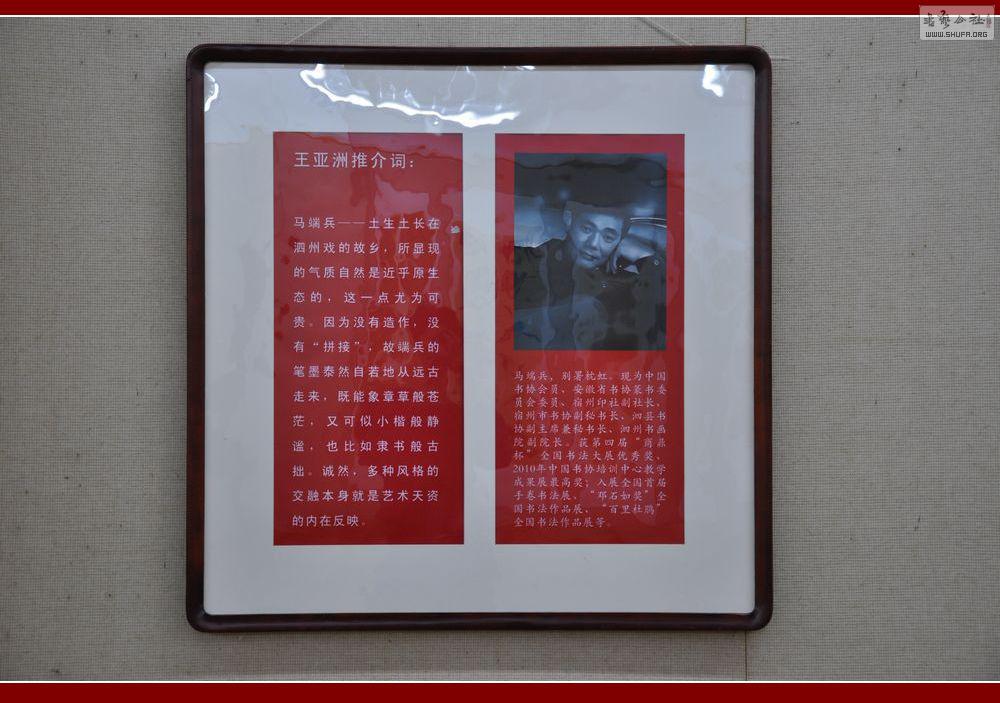 王亚洲推介词：
马端兵——土生土长在
泗州戏的故乡，所显现
的气质自然是近乎原生
态的，这一点尤为可
贵。因为没有造作，没
有“拼接”，故端兵的
笔墨泰然自若地从远古
走来，既能象章草般苍
茫，又可似小楷般静
谧，也比如隶书般古
拙。诚然，多种风格的
交融本身就是艺术天资
的内在反映。
马端兵，别署枕虹。现为中国
书协会员、安徽省书协篆书委
员会委员、宿州印社副社长、
宿州市书协副秘书长、泗县书
协副主席兼秘书长、泗州书画
院副院长。获第四届“商鼎
杯”全国书法大展优秀奖、
2010年中国书协培训中心教学
成果展最高奖；入展全国首届
手卷书法展、“邓石如奖”全
国书法作品展、“百里杜鹃”
全国书法作品展等。
WWW.SHUFA.ORG